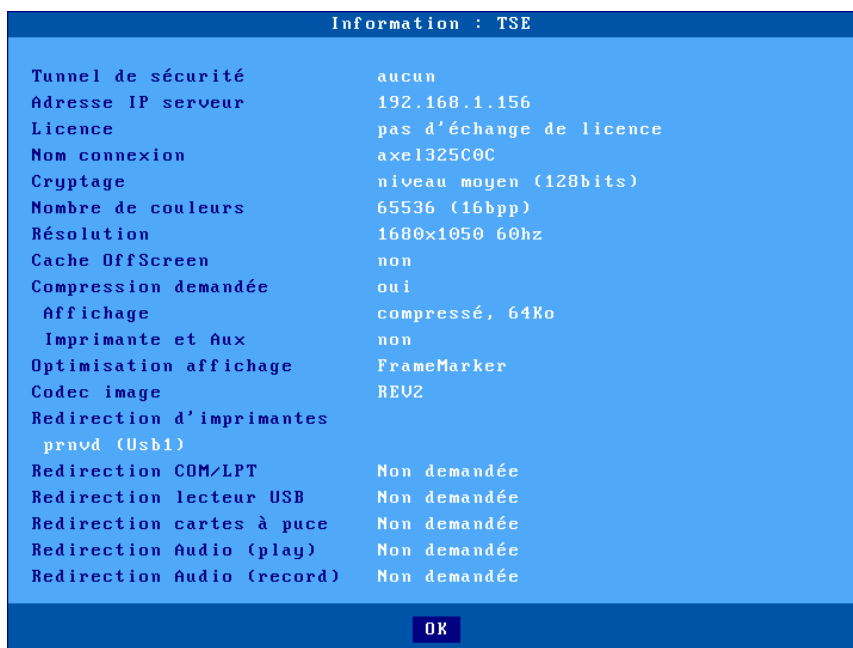 Information : TSE
Tunnel de sécurité aucun
Adresse IP serveur 192.168.1.156
Licence pas d'échange de licence
Nom connexion axel325C0C
Cryptage niveau moyen (128bits)
Nombre de couleurs 65536 (16bpp)
Résolution 1680x1050 60hz
Cache OffScreen non
Compression demandée oui
Affichage compressé, 64Ko
Imprimante et Aux non
Optimisation affichage FrameMarker
Codec image REV2
Redirection d'imprimantes
prnvd (Usb1)
Redirection COM/LPT Non demandée
Redirection lecteur USB Non demandée
Redirection cartes à puce Non demandée
Redirection Audio (play) Non demandée
Redirection Audio (record) Non demandée
OK